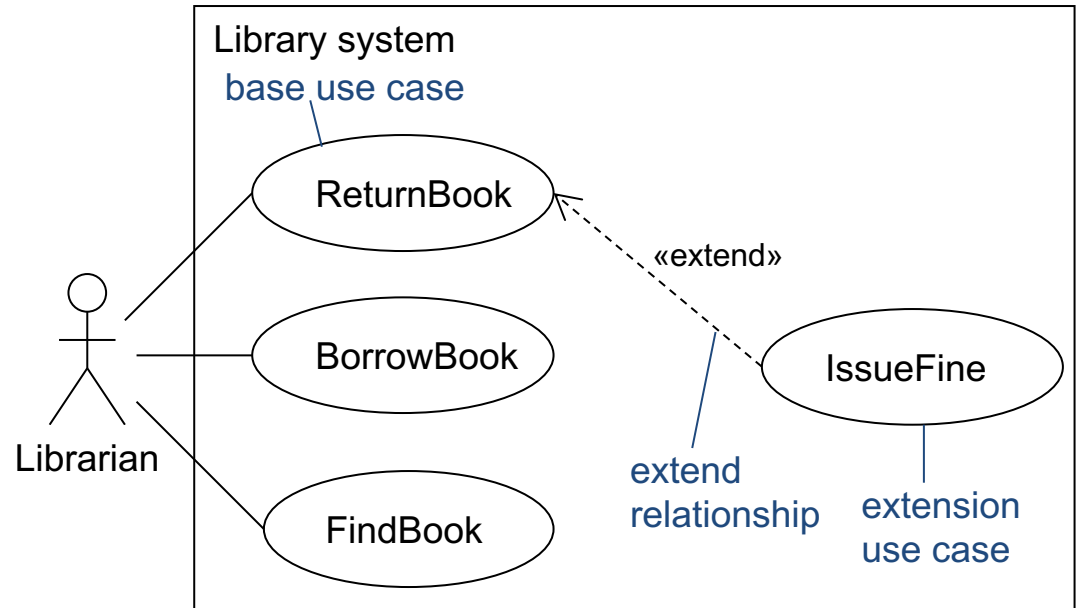 Library system
base use case
ReturnBook
«extend»
BorrowBook
IssueFine
Librarian
extend
relationship
extension
use case
FindBook